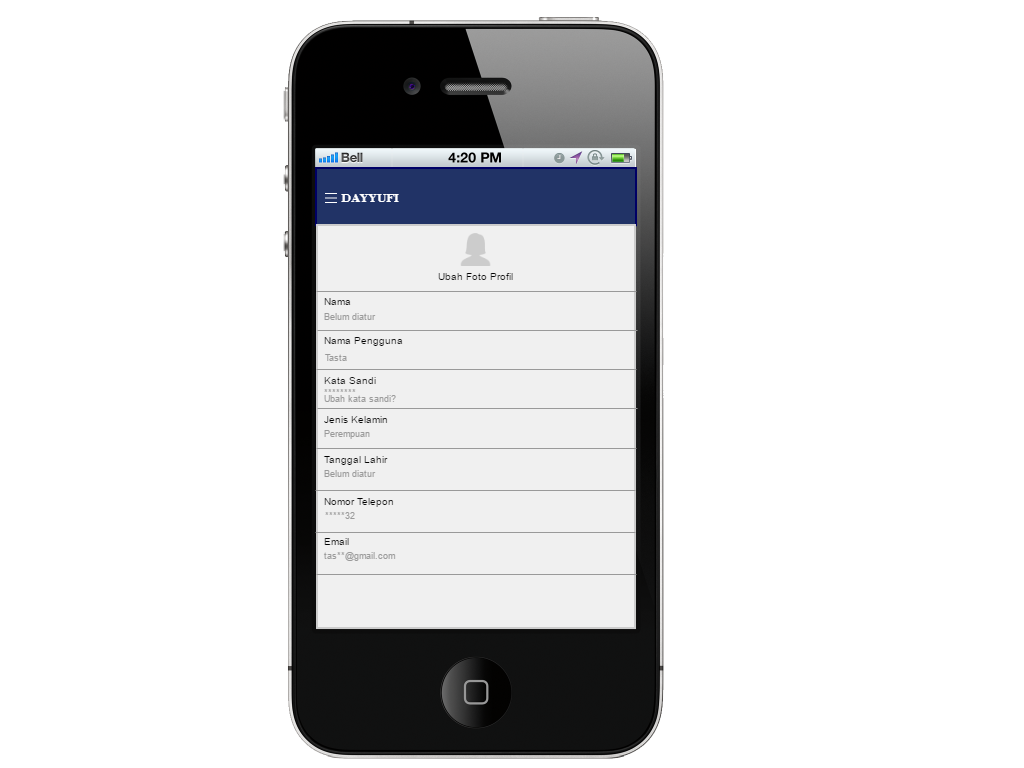 Bell 4:20 PM
DAYYUFI
Ubah Foto Profil
Nama
Belum diatur
Nama Pengguna
Tasta
Kata Sandi
********
Ubah kata sandi?
Jenis Kelamin
Perempuan
Tanggal Lahir
Belum diatur
Nomor Telepon
*****32
Email
tas**@gmail.com